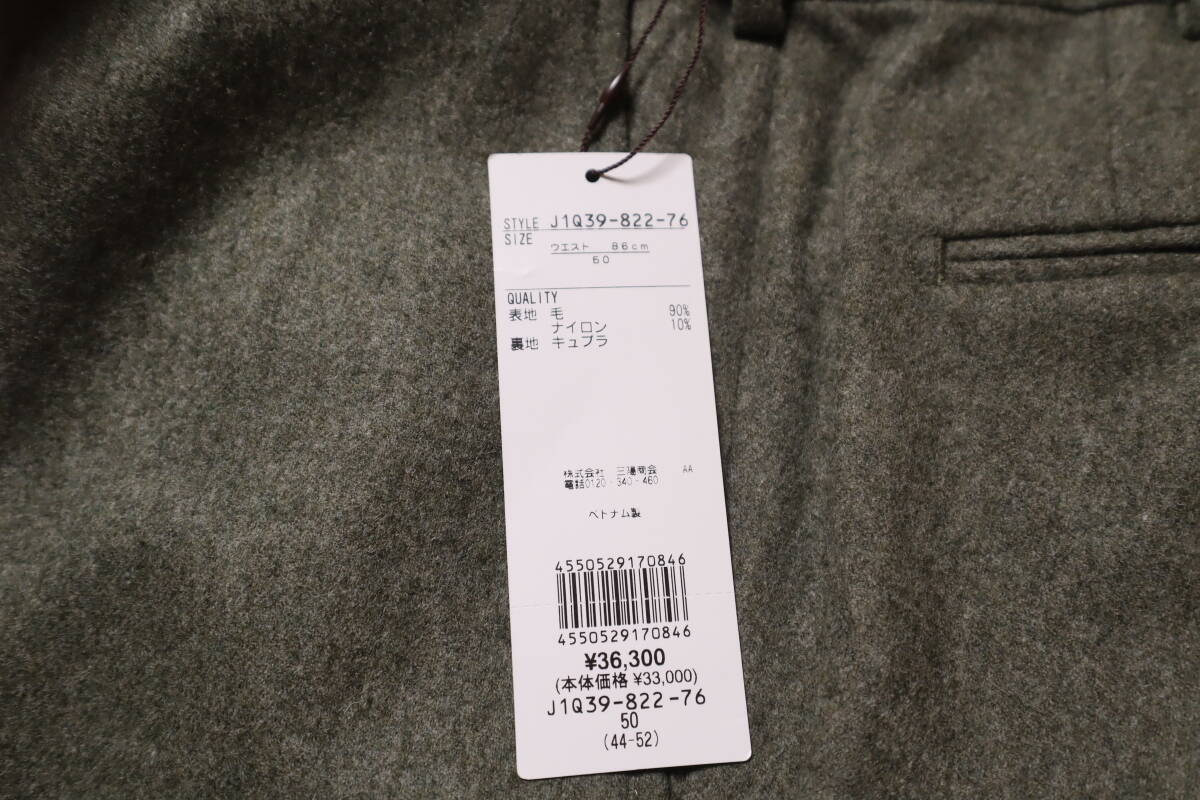 STYLE J1Q39-822-76
SIZE
ウエスト 86cm
50
QUALITY
表地 毛 90%
ナイロン 10%
裏地 キュプラ
株式会社 三陽商会 AA
電話0120-340-460
ベトナム製
4550529170846
4550529170846
¥36,300
(本体価格 ¥33,000)
J1Q39-822-76
50
(44-52)